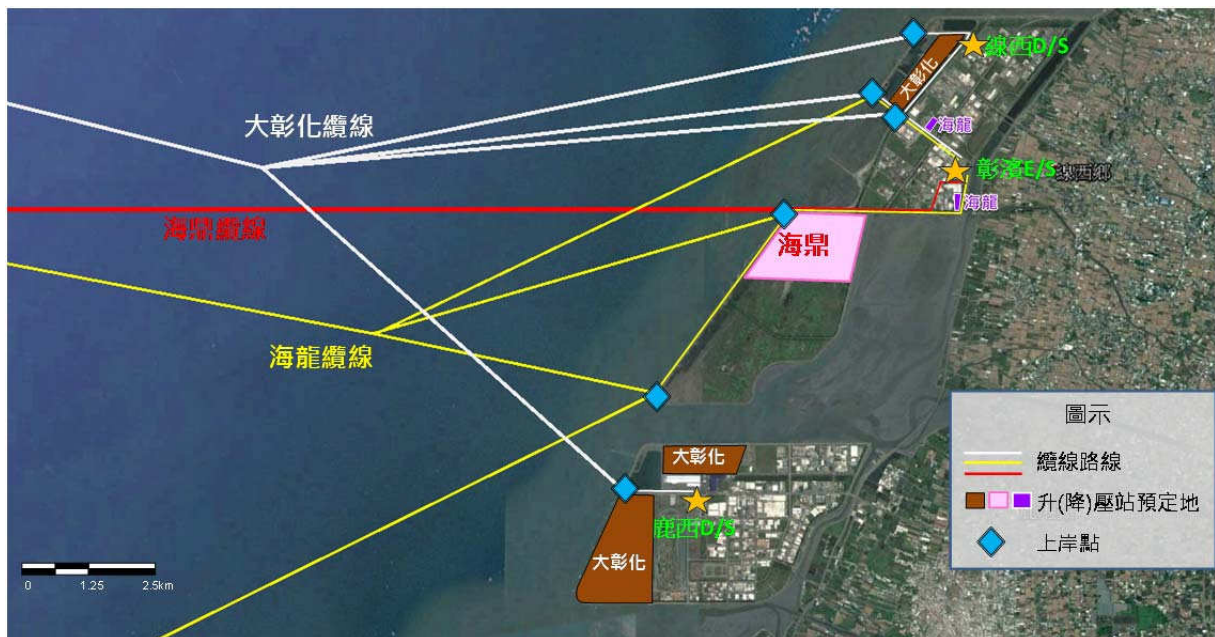 線西D/S
大彰化
大彰化纜線
海龍
彰濱E/S
線西鄉
海龍
海鼎纜線
海鼎
海龍纜線
圖示
纜線路線
升(降)壓站預定地
上岸點
大彰化
鹿西D/S
大彰化
0 1.25 2.5km